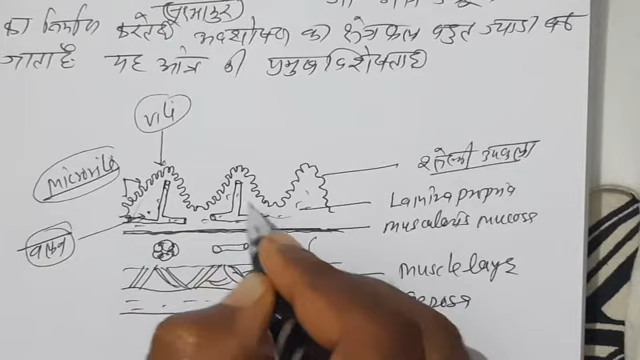 का निर्माण करते है अवशोषण का क्षेत्रफल बहुत ज्यादा बढ
जाता है यह आंत्र की प्रमुख विशेषता है
villi
microvilli
श्लेष्मी उपकला
Lamina propria
muscularis mucosa
वलन
muscle layer
serosa